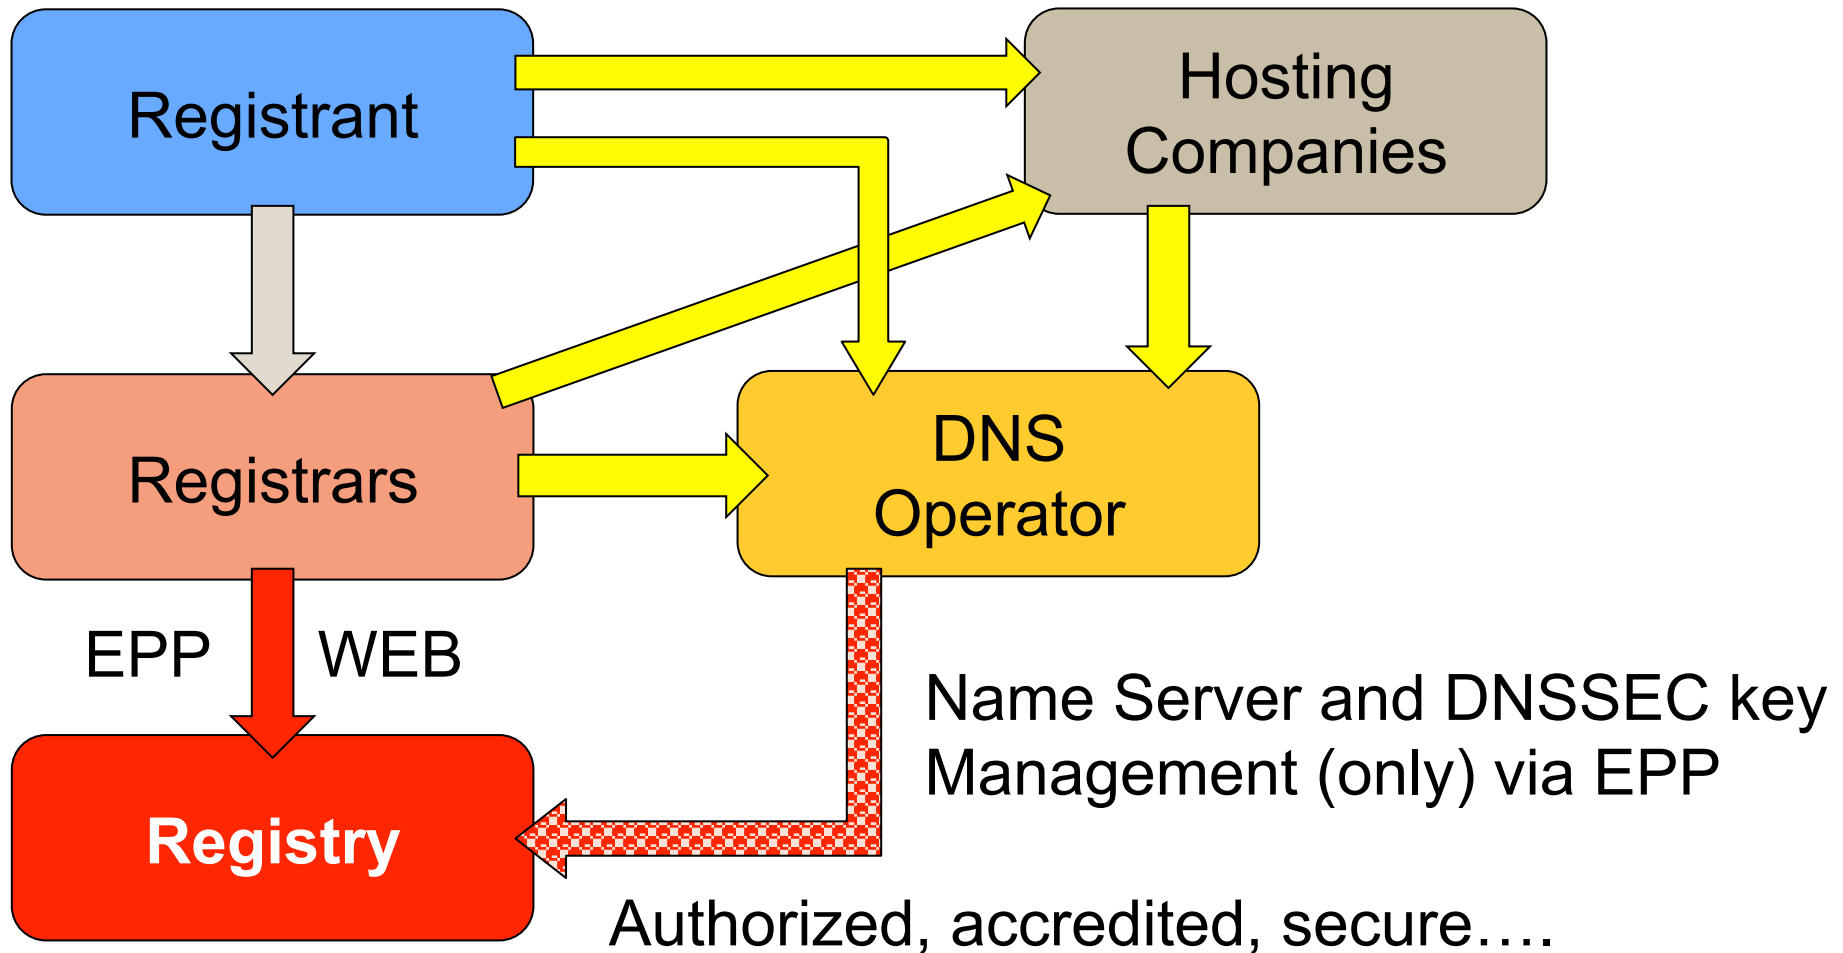 Registrant
Hosting
Companies
Registrars
DNS
Operator
EPP
WEB
Name Server and DNSSEC key
Management (only) via EPP
Registry
Authorized, accredited, secure….